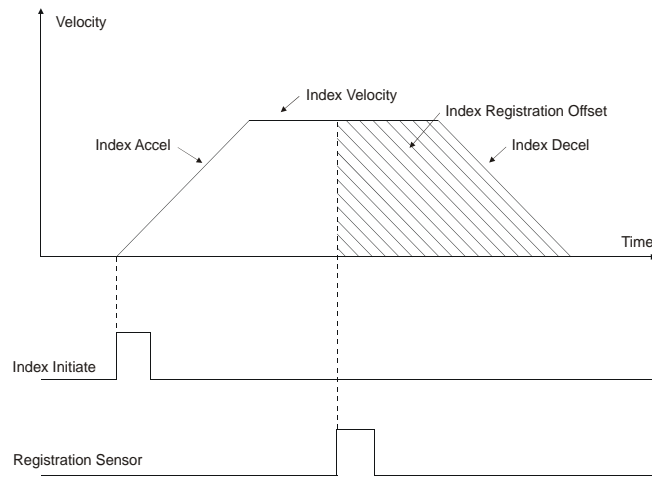 Velocity
Index Velocity
Index Registration Offset
Index Accel
Index Decel
Time
Index Initiate
Registration Sensor